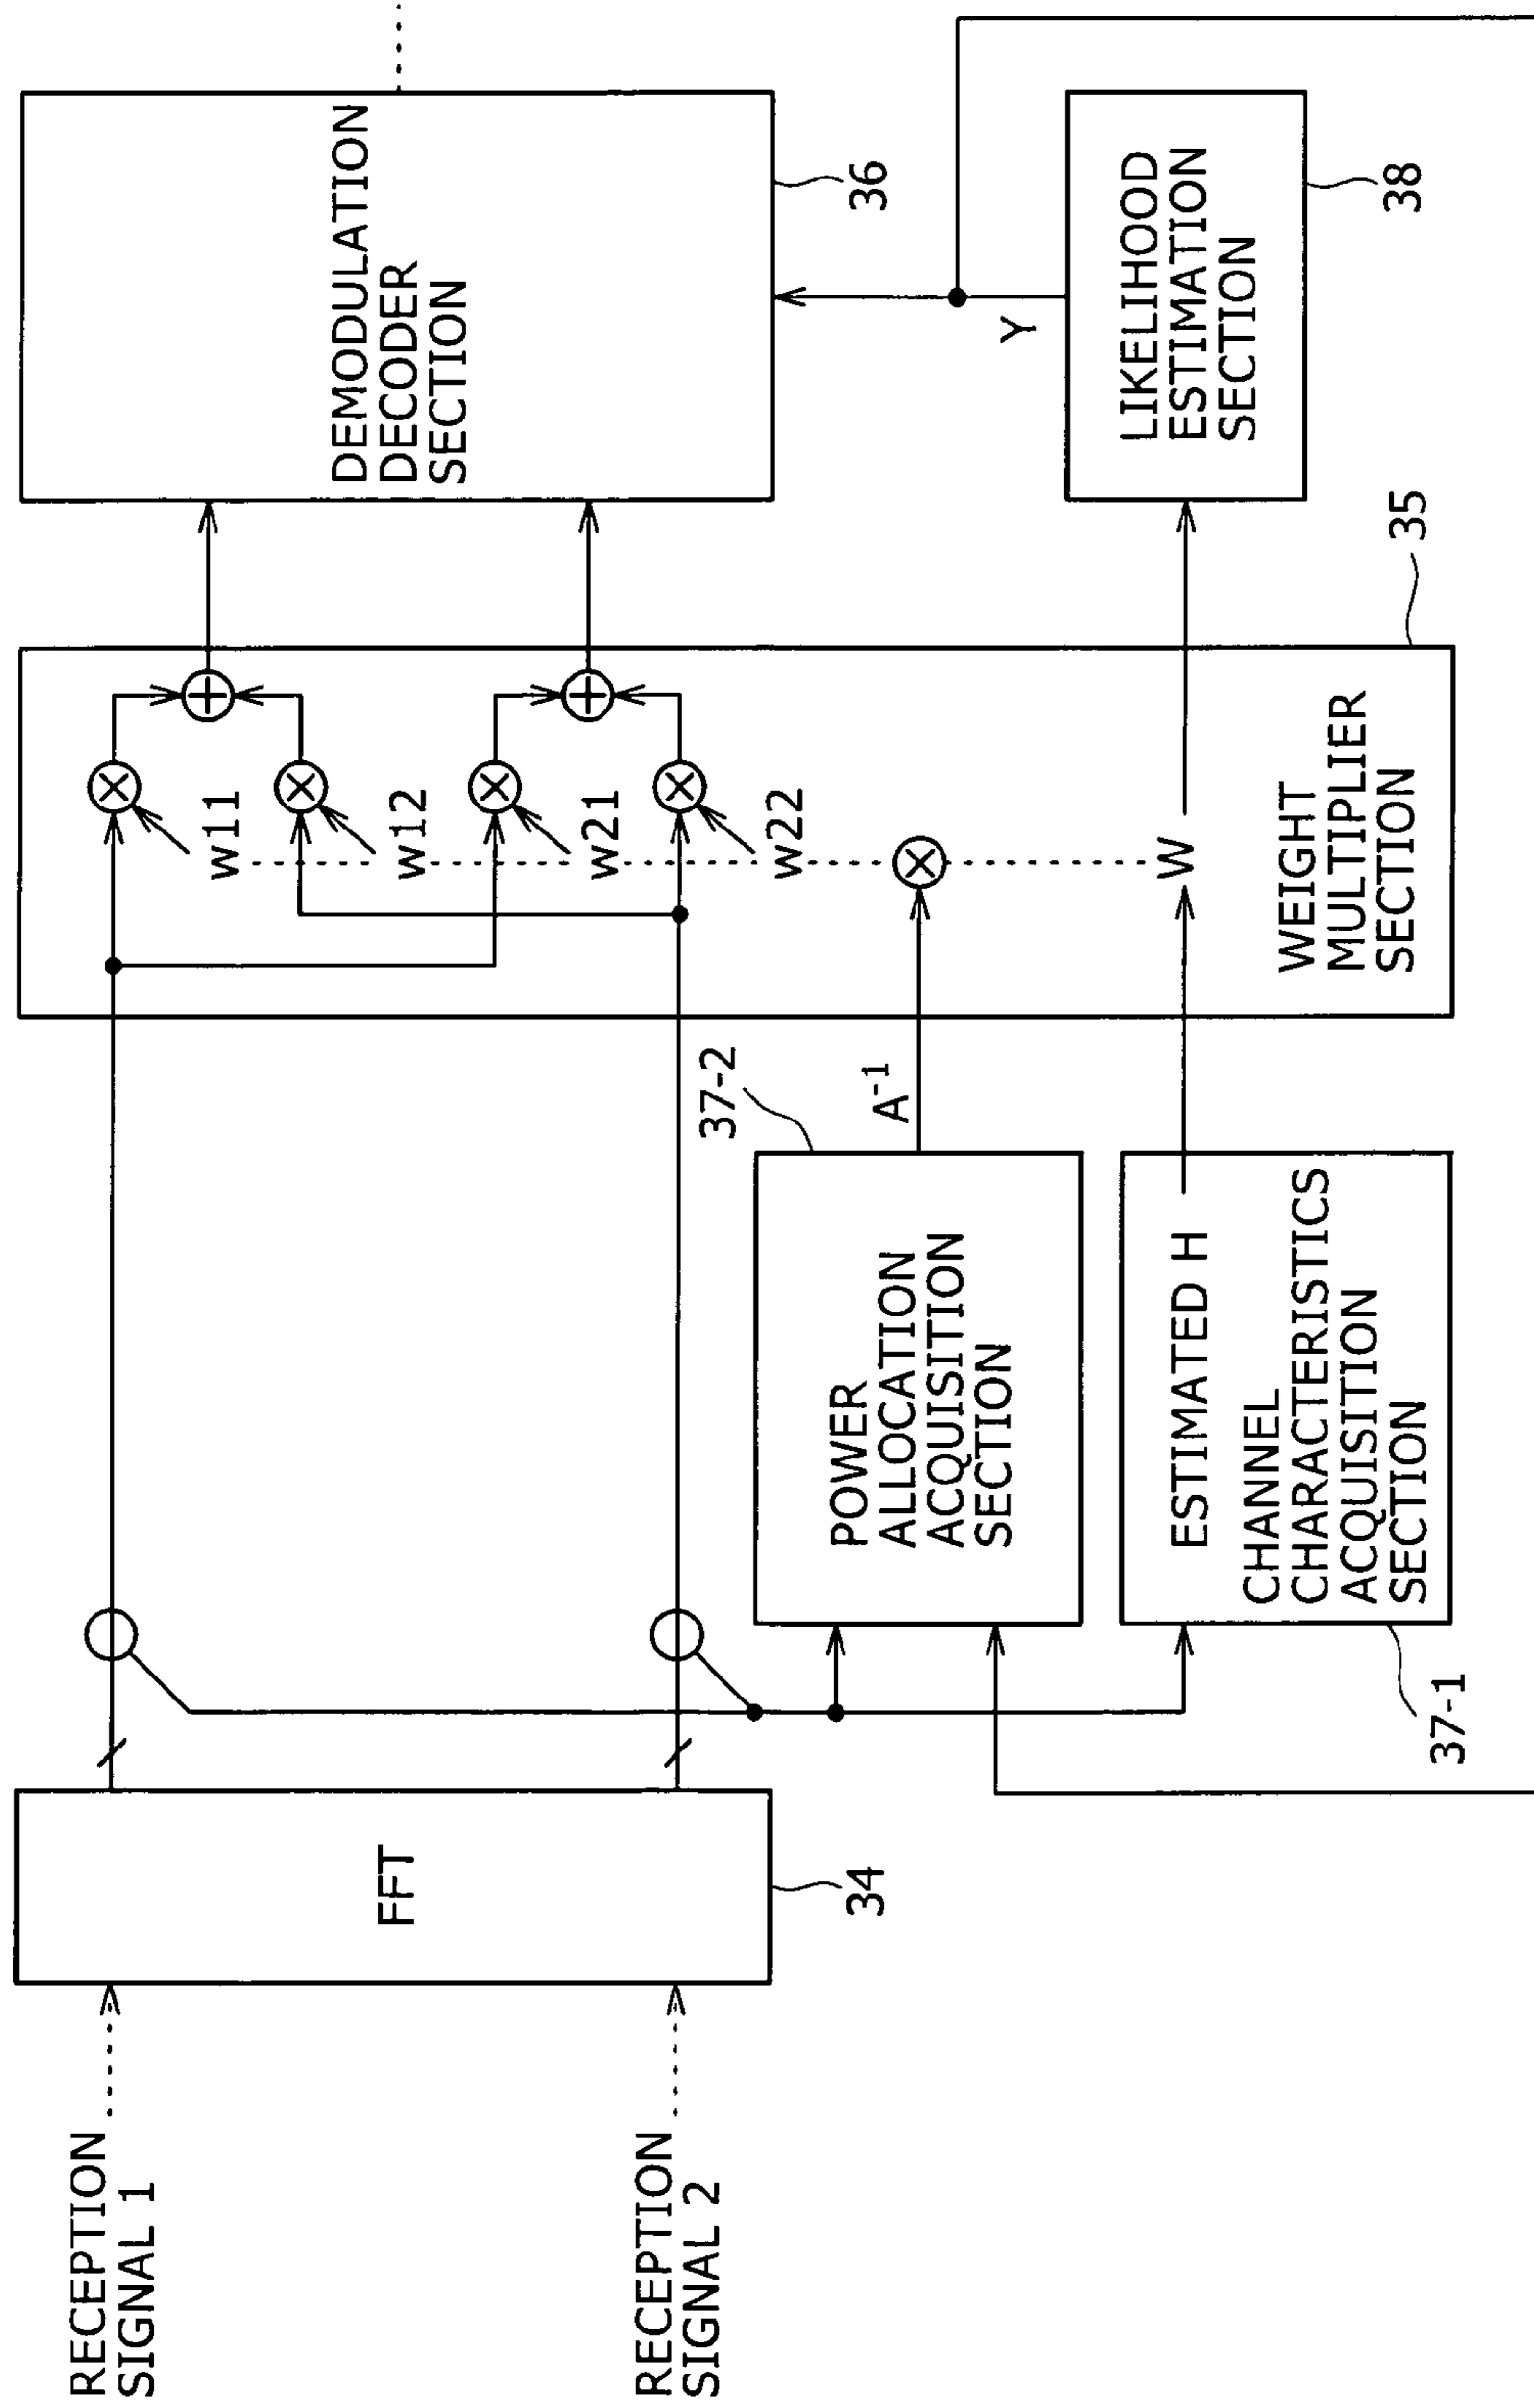 RECEPTION
SIGNAL 1
RECEPTION
SIGNAL 2
FFT
34
POWER
ALLOCATION
ACQUISITION
SECTION
37-2
A⁻¹
ESTIMATED H
CHANNEL
CHARACTERISTICS
ACQUISITION
SECTION
37-1
w11
w12
w21
w22
W
WEIGHT
MULTIPLIER
SECTION
35
DEMODULATION
DECODER
SECTION
36
Y
LIKELIHOOD
ESTIMATION
SECTION
38